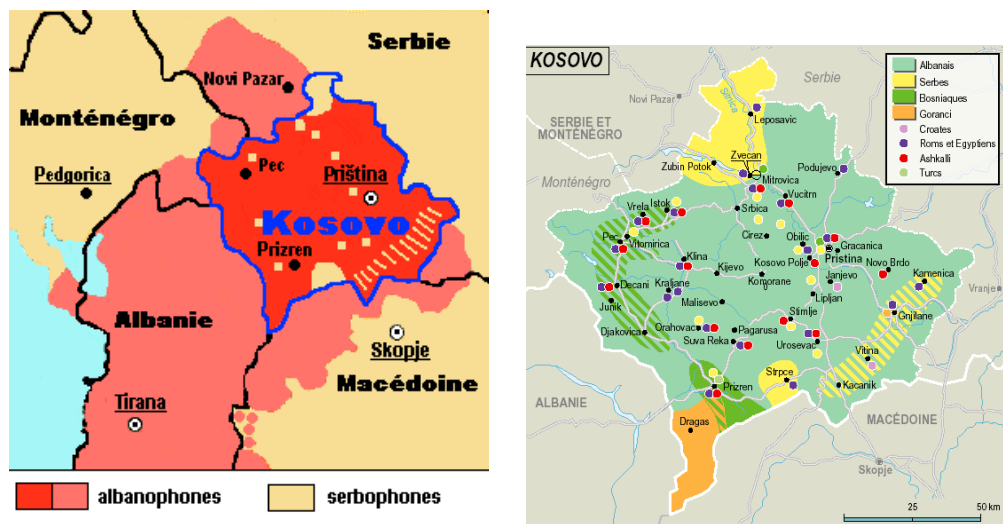 Serbie
Novi Pazar
Monténégro
Pec
Priština
Pedgorica
Kosovo
Prizren
Albanie
Skopje
Macédoine
Tirana
albanophones
serbophones
KOSOVO
Albanais
Serbes
Bosniaques
Goranci
Croates
Roms et Egyptiens
Ashkalli
Turcs
Serbie
Novi Pazar
Sitnica
Leposavic
SERBIE ET
MONTÉNÉGRO
Zvecan
Zubin Potok
Podujevo
Mitrovica
Monténégro
Vucitrn
Istok
Vrela
Srbica
Pec
Vitomirica
Cirez
Obilic
Gracanica
Pristina
Klina
Kosovo Polje
Novo Brdo
Kijevo
Kamenica
Komorane
Janjevo
Decani
Kraljane
Vranje
Lipljan
Junik
Malisevo
Gnjilane
Stimlje
Djakovica
Orahovac
Pagarusa
Suva Reka
Urosevac
Vitina
Strpce
Prizren
Kacanik
ALBANIE
Dragas
MACÉDOINE
Skopje
25
50 km